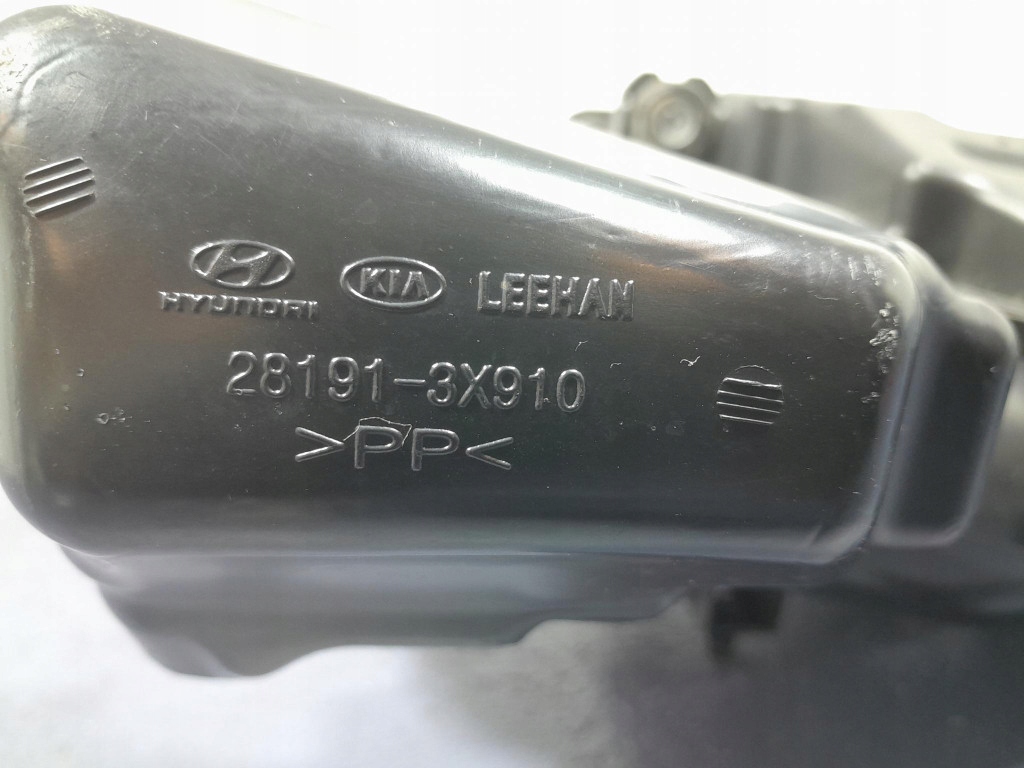 HYUNDAI KIA LEEHAN
28191-3X910
>PP<